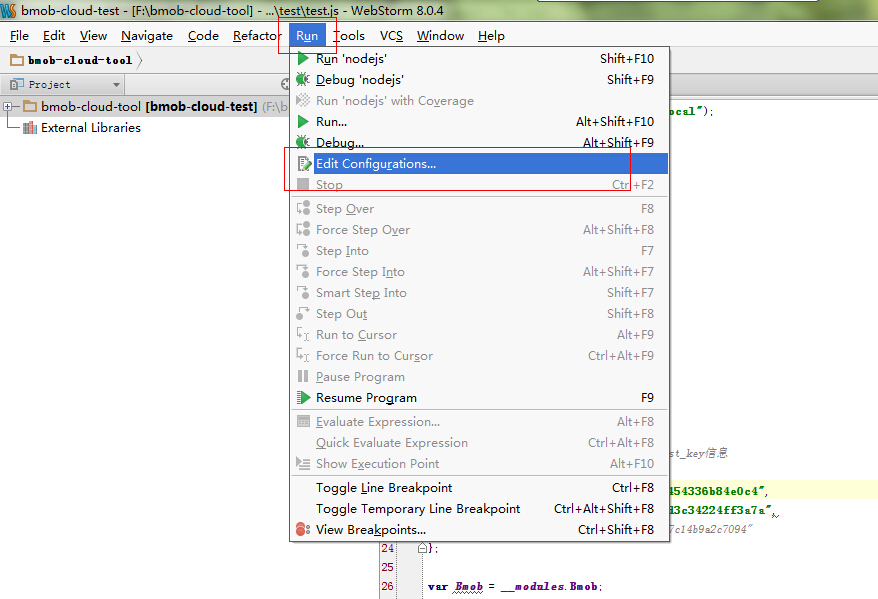 bmob-cloud-test - [F:\bmob-cloud-tool] - ...\test\test.js - WebStorm 8.0.4
File Edit View Navigate Code Refactor Run Tools VCS Window Help
bmob-cloud-tool
Project
bmob-cloud-tool [bmob-cloud-test] (F:\b
External Libraries
Run 'nodejs' Shift+F10
Debug 'nodejs' Shift+F9
Run 'nodejs' with Coverage
Run... Alt+Shift+F10
Debug... Alt+Shift+F9
Edit Configurations...
Stop Ctrl+F2
Step Over F8
Force Step Over Alt+Shift+F8
Step Into F7
Force Step Into Alt+Shift+F7
Smart Step Into Shift+F7
Step Out Shift+F8
Run to Cursor Alt+F9
Force Run to Cursor Ctrl+Alt+F9
Pause Program
Resume Program F9
Evaluate Expression... Alt+F8
Quick Evaluate Expression Ctrl+Alt+F8
Show Execution Point Alt+F10
Toggle Line Breakpoint Ctrl+F8
Toggle Temporary Line Breakpoint Ctrl+Alt+Shift+F8
View Breakpoints... Ctrl+Shift+F8
ocal");
st_key信息
454336b84e0c4",
d3c34224ff3a7a",
7c14b9a2c7094"
24 };
25
26 var Bmob = __modules.Bmob;